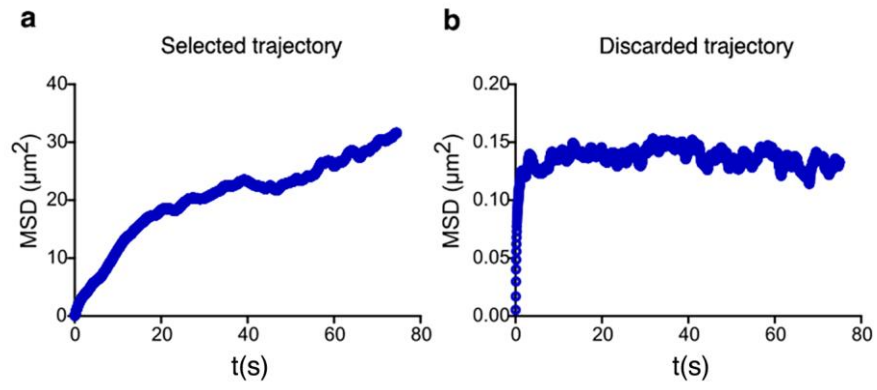 a
Selected trajectory
40
30
20
10
0
MSD (μm²)
0 20 40 60 80
t(s)
b
Discarded trajectory
0.20
0.15
0.10
0.05
0.00
MSD (μm²)
0 20 40 60 80
t(s)